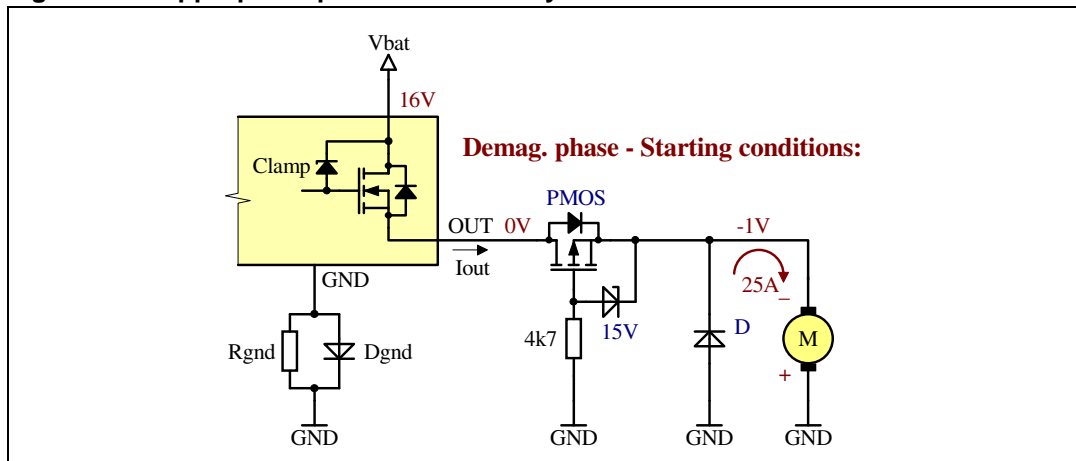 Vbat
16V
Demag. phase - Starting conditions:
Clamp
PMOS
OUT 0V
-1V
Iout
25A
–
GND
15V
4k7
D
M
Rgnd
Dgnd
+
GND
GND
GND
GND